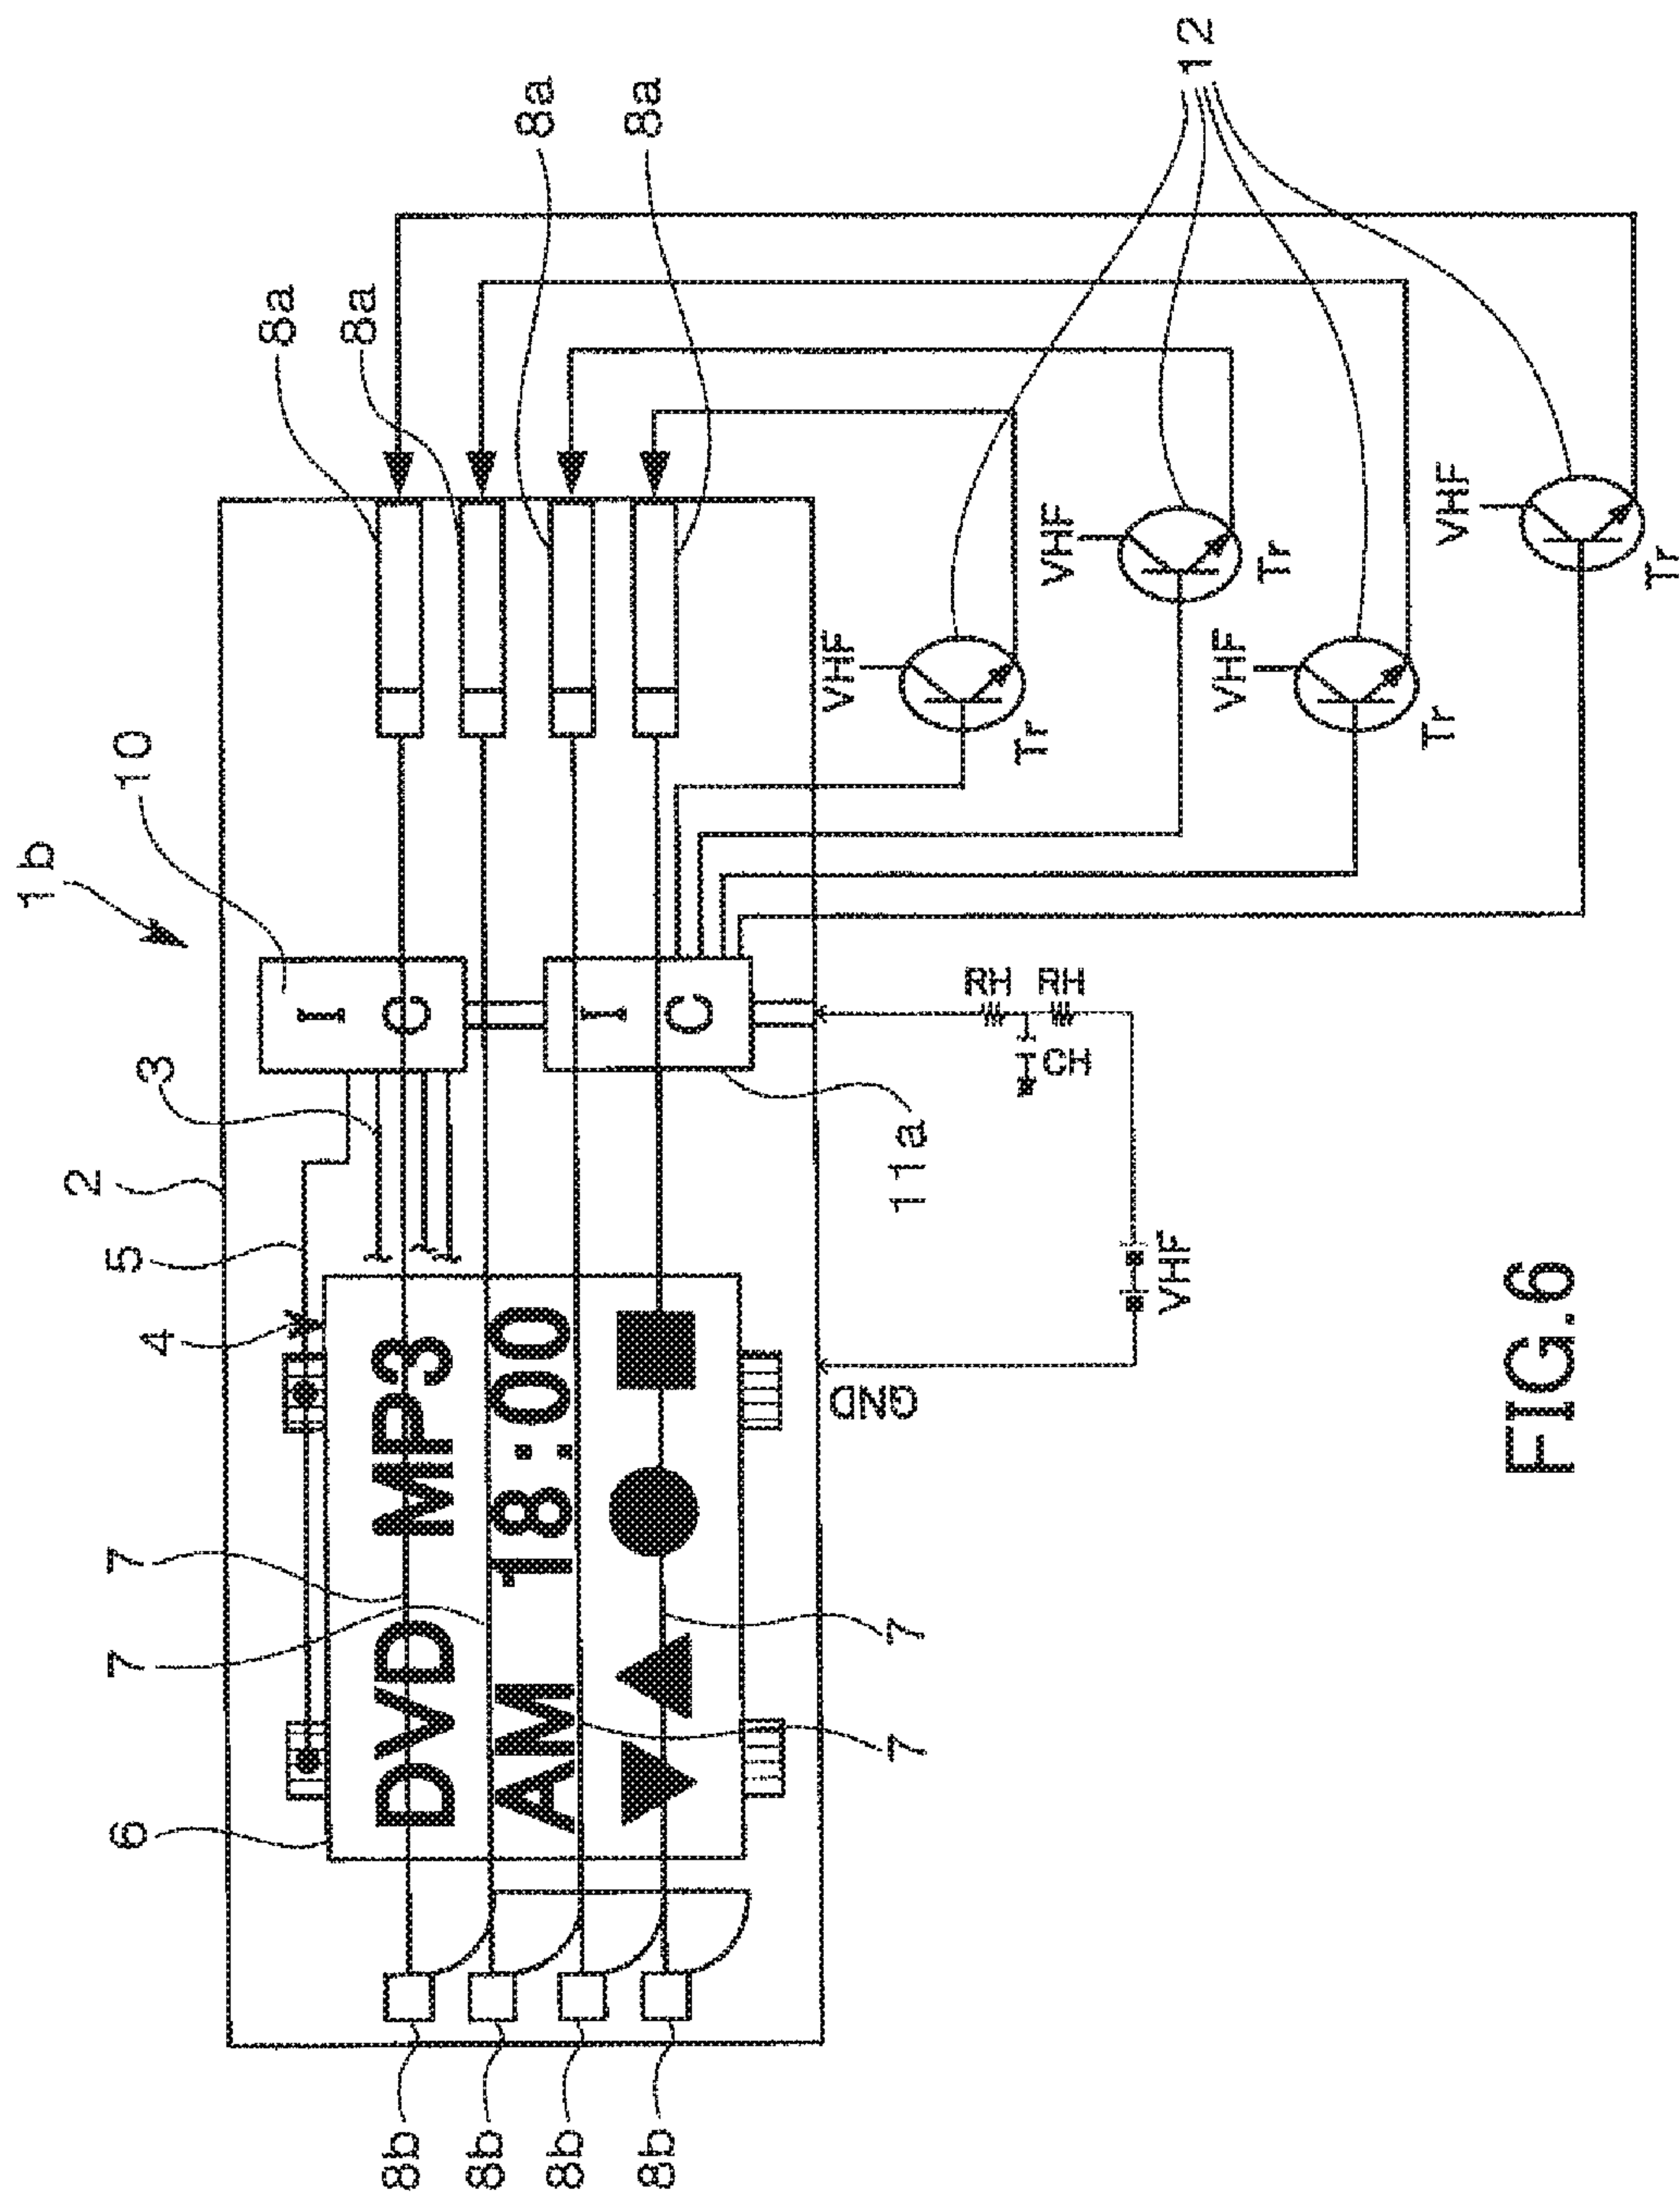 1b
2
6
7
7
4
5
3
10
8a
8a
8a
8a
I
C
I
C
8b
8b
8b
8b
DVD MP3
AM 18:00
7
7
11a
GND
RH
RH
CH
VHF
VHF
Tr
VHF
Tr
VHF
Tr
VHF
Tr
12
FIG.6